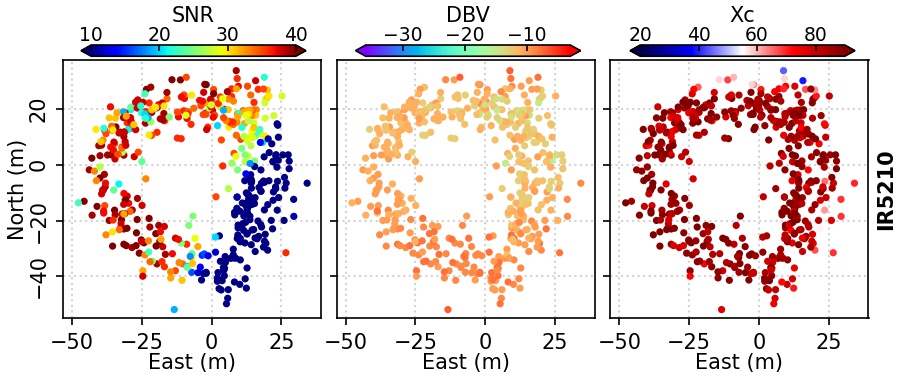 SNR DBV Xc
10 20 30 40 −30 −20 −10 20 40 60 80
20
0
−20
−40
North (m)
IR5210
−50 −25 0 25 −50 −25 0 25 −50 −25 0 25
East (m) East (m) East (m)